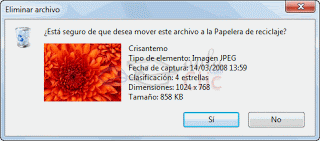 Eliminar archivo
¿Está seguro de que desea mover este archivo a la Papelera de reciclaje?
Crisantemo
Tipo de elemento: Imagen JPEG
Fecha de captura: 14/03/2008 13:59
Clasificación: 4 estrellas
Dimensiones: 1024 x 768
Tamaño: 858 KB
Sí
No